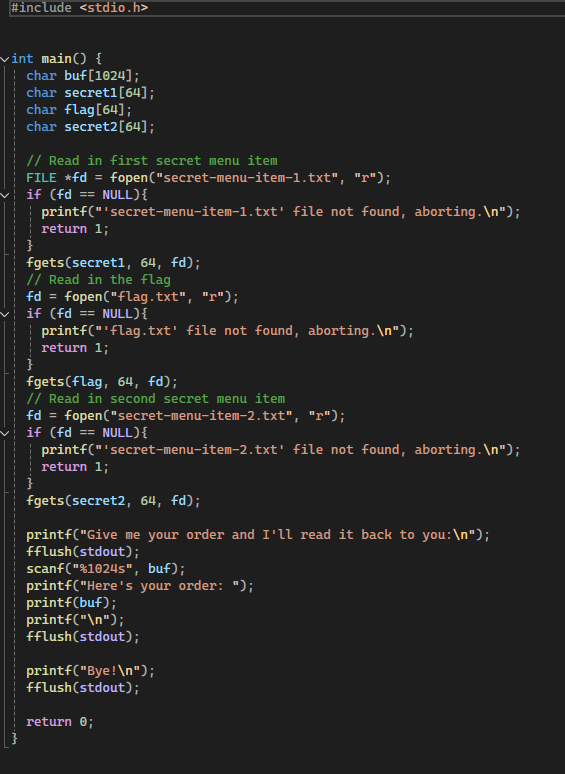 #include <stdio.h>
int main() {
char buf[1024];
char secret1[64];
char flag[64];
char secret2[64];
// Read in first secret menu item
FILE *fd = fopen("secret-menu-item-1.txt", "r");
if (fd == NULL){
printf("'secret-menu-item-1.txt' file not found, aborting.\n");
return 1;
}
fgets(secret1, 64, fd);
// Read in the flag
fd = fopen("flag.txt", "r");
if (fd == NULL){
printf("'flag.txt' file not found, aborting.\n");
return 1;
}
fgets(flag, 64, fd);
// Read in second secret menu item
fd = fopen("secret-menu-item-2.txt", "r");
if (fd == NULL){
printf("'secret-menu-item-2.txt' file not found, aborting.\n");
return 1;
}
fgets(secret2, 64, fd);
printf("Give me your order and I'll read it back to you:\n");
fflush(stdout);
scanf("%1024s", buf);
printf("Here's your order: ");
printf(buf);
printf("\n");
fflush(stdout);
printf("Bye!\n");
fflush(stdout);
return 0;
}